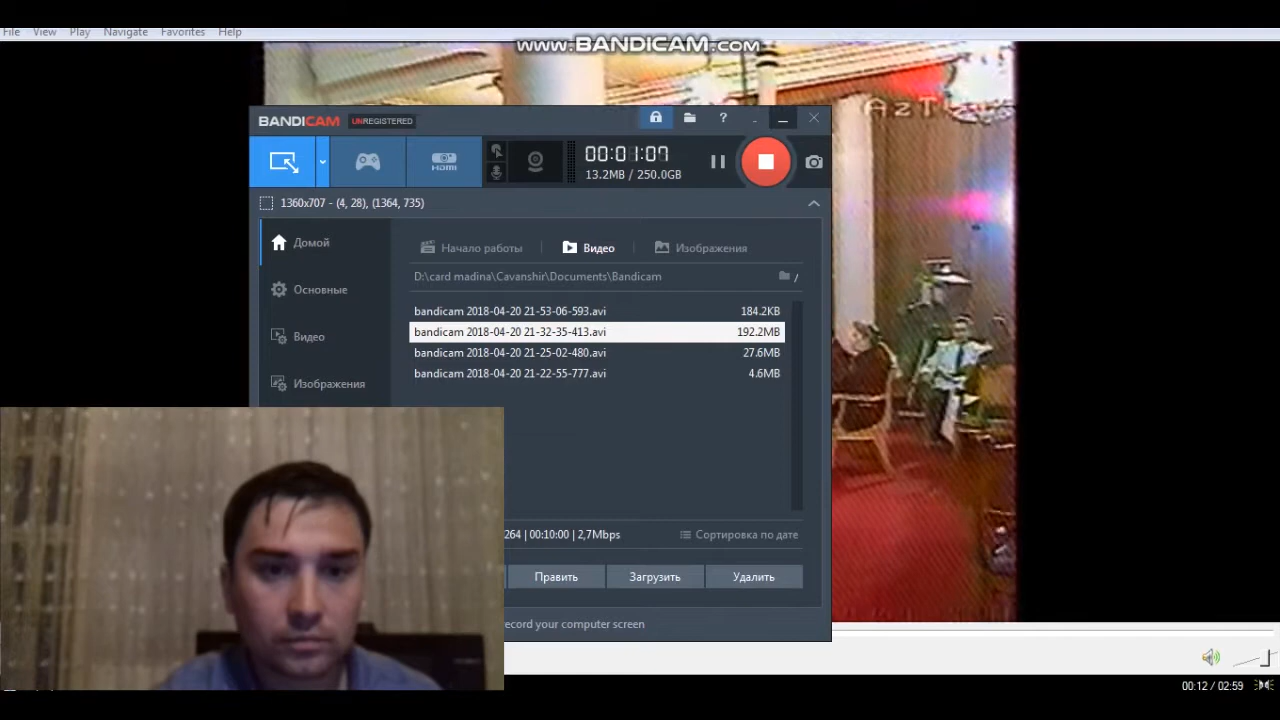 File View Play Navigate Favorites Help
www.BANDICAM.com
BANDICAM UNREGISTERED
?
HDMI
13.2MB / 250.0GB
1360x707 - (4, 28), (1364, 735)
Домой
Начало работы
Видео
Изображения
D:\card madina\Cavanshir\Documents\Bandicam
/
Основные
bandicam 2018-04-20 21-53-06-593.avi 184.2KB
bandicam 2018-04-20 21-32-35-413.avi 192.2MB
Видео
bandicam 2018-04-20 21-25-02-480.avi 27.6MB
bandicam 2018-04-20 21-22-55-777.avi 4.6MB
Изображения
264 | 00:10:00 | 2,7Mbps
Сортировка по дате
Править
Загрузить
Удалить
record your computer screen
00:12 / 02:59